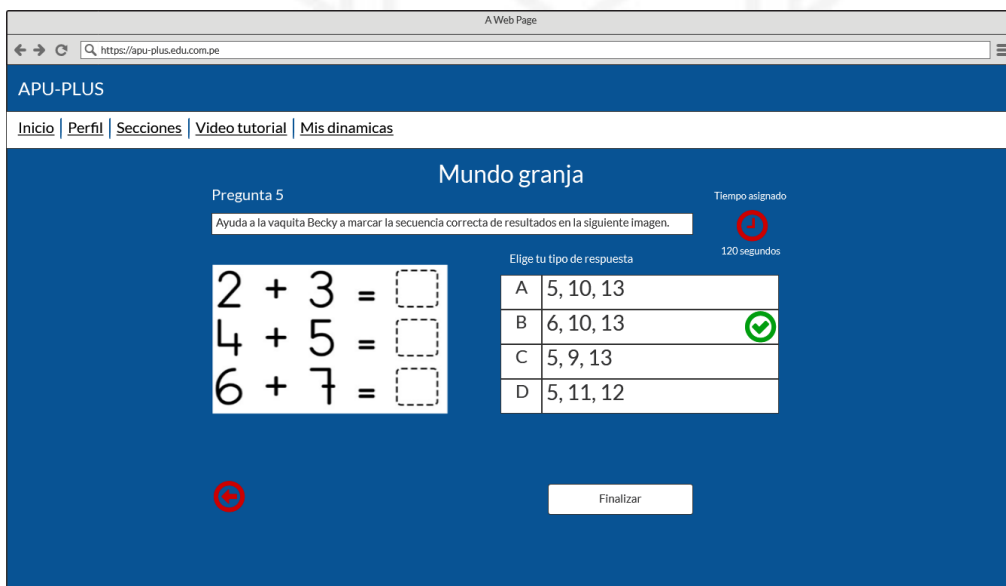 A Web Page
https://apu-plus.edu.com.pe
APU-PLUS
Inicio | Perfil | Secciones | Video tutorial | Mis dinamicas
Mundo granja
Pregunta 5
Tiempo asignado
Ayuda a la vaquita Becky a marcar la secuencia correcta de resultados en la siguiente imagen.
120 segundos
Elige tu tipo de respuesta
2 + 3 =
4 + 5 =
6 + 7 =
A 5, 10, 13
B 6, 10, 13
C 5, 9, 13
D 5, 11, 12
Finalizar